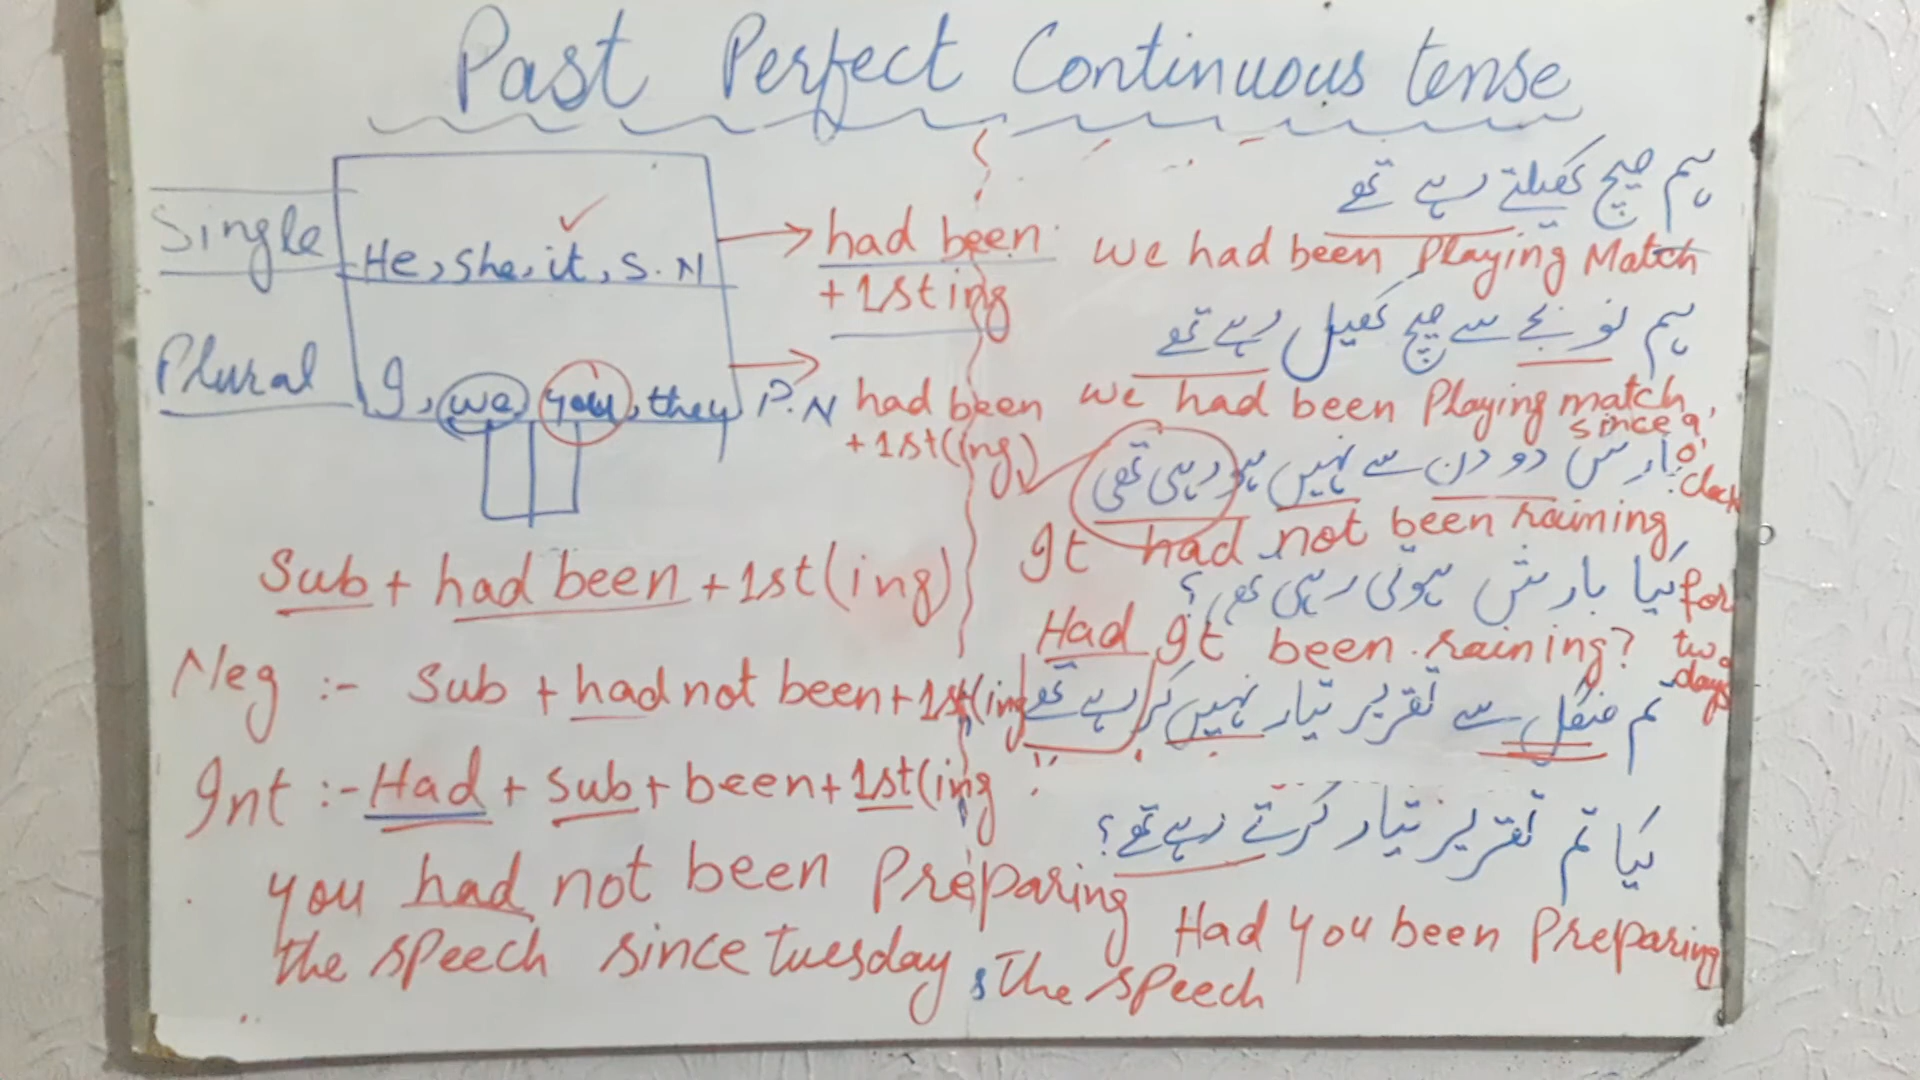 Past Perfect Continuous tense
Single
He, she, it, S.N
had been
+ 1st ing
Plural
I, we, you, they P.N
had been
+ 1st (ing)
Sub + had been + 1st (ing)
Neg :- Sub + had not been + 1st (ing
Int :- Had + sub + been + 1st (ing
you had not been Preparing
the speech since tuesday,
ہم میچ کھیلتے رہے تھے
we had been Playing Match
ہم نو بجے سے میچ کھیل رہے تھے
we had been Playing match
since 9
o'
clock
بارش دو دن سے نہیں ہو رہی تھی
It had not been raining
for
two
days
کیا بارش ہوتی رہی تھی؟
Had It been raining?
تم منگل سے تقریر تیار نہیں کر رہے تھے
کیا تم تقریر تیار کرتے رہے تھے؟
Had you been Preparing
the speech